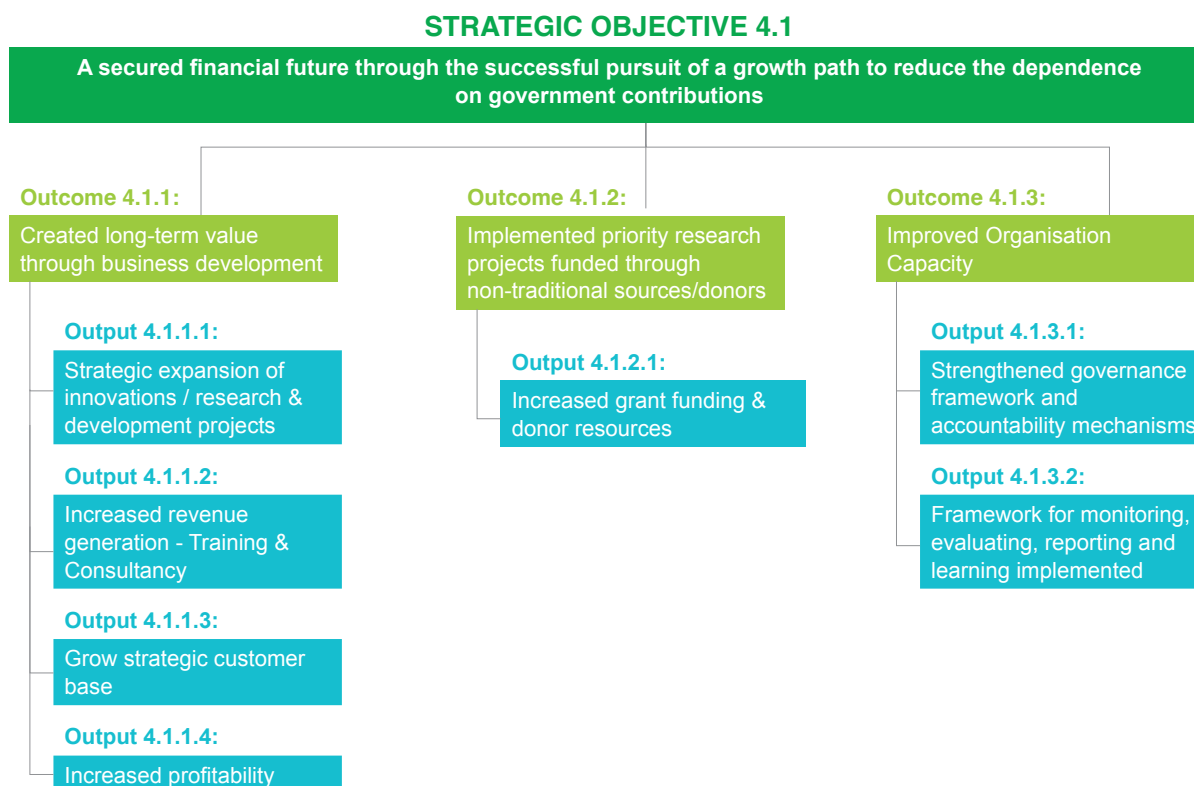 STRATEGIC OBJECTIVE 4.1
A secured financial future through the successful pursuit of a growth path to reduce the dependence
on government contributions
Outcome 4.1.1:
Created long-term value
through business development
Output 4.1.1.1:
Strategic expansion of
innovations / research &
development projects
Output 4.1.1.2:
Increased revenue
generation - Training &
Consultancy
Output 4.1.1.3:
Grow strategic customer
base
Output 4.1.1.4:
Increased profitability
Outcome 4.1.2:
Implemented priority research
projects funded through
non-traditional sources/donors
Output 4.1.2.1:
Increased grant funding &
donor resources
Outcome 4.1.3:
Improved Organisation
Capacity
Output 4.1.3.1:
Strengthened governance
framework and
accountability mechanisms
Output 4.1.3.2:
Framework for monitoring,
evaluating, reporting and
learning implemented